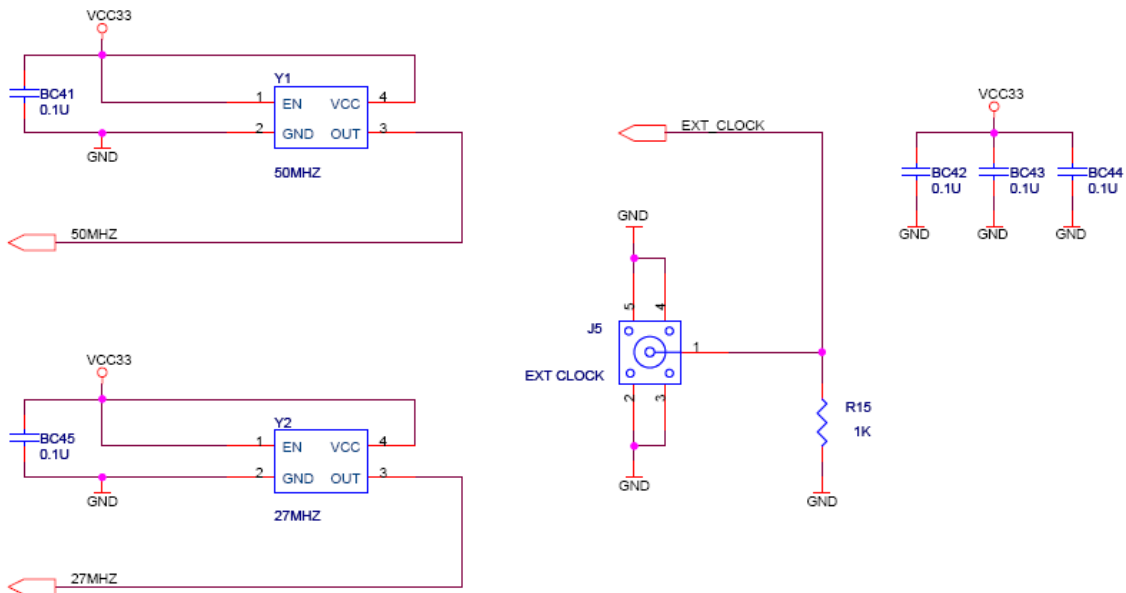 VCC33
BC41
0.1U
Y1
1 EN VCC 4
2 GND OUT 3
GND
50MHZ
50MHZ
VCC33
BC45
0.1U
Y2
1 EN VCC 4
2 GND OUT 3
GND
27MHZ
27MHZ
EXT_CLOCK
GND
5 4
J5
1
EXT CLOCK
2 3
GND
R15
1K
GND
VCC33
BC42 BC43 BC44
0.1U 0.1U 0.1U
GND GND GND